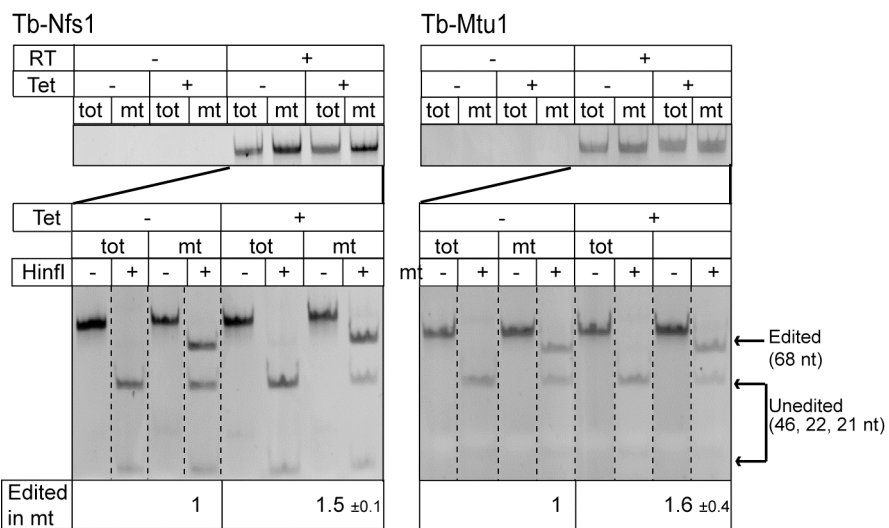 Tb-Nfs1
RT - +
Tet - + - +
tot mt tot mt tot mt tot mt
Tet - +
tot mt tot mt
HinfI - + - + - + - +
Edited in mt 1 1.5 ±0.1
Tb-Mtu1
- +
- + - +
tot mt tot mt tot mt tot mt
- +
tot mt tot
mt - + - + - + - +
1 1.6 ±0.4
Edited
(68 nt)
Unedited
(46, 22, 21 nt)